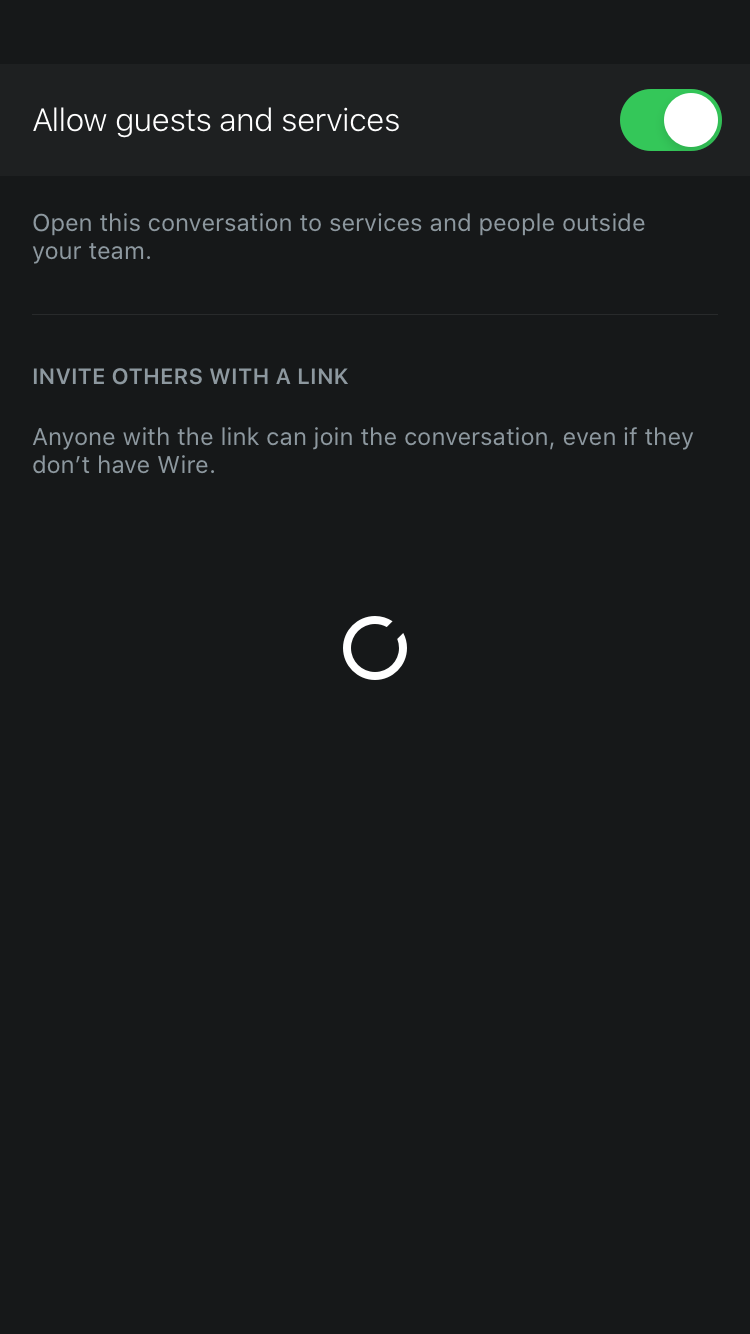 Allow guests and services
Open this conversation to services and people outside
your team.
INVITE OTHERS WITH A LINK
Anyone with the link can join the conversation, even if they
don’t have Wire.